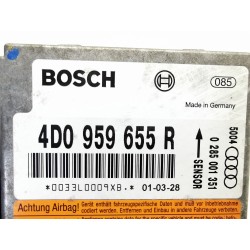 BOSCH
085
Made in Germany
4D0 959 655 R
5004
0 285 001 351
SENSOR
*0033L0009X8*
01-03-28
Achtung Airbag!